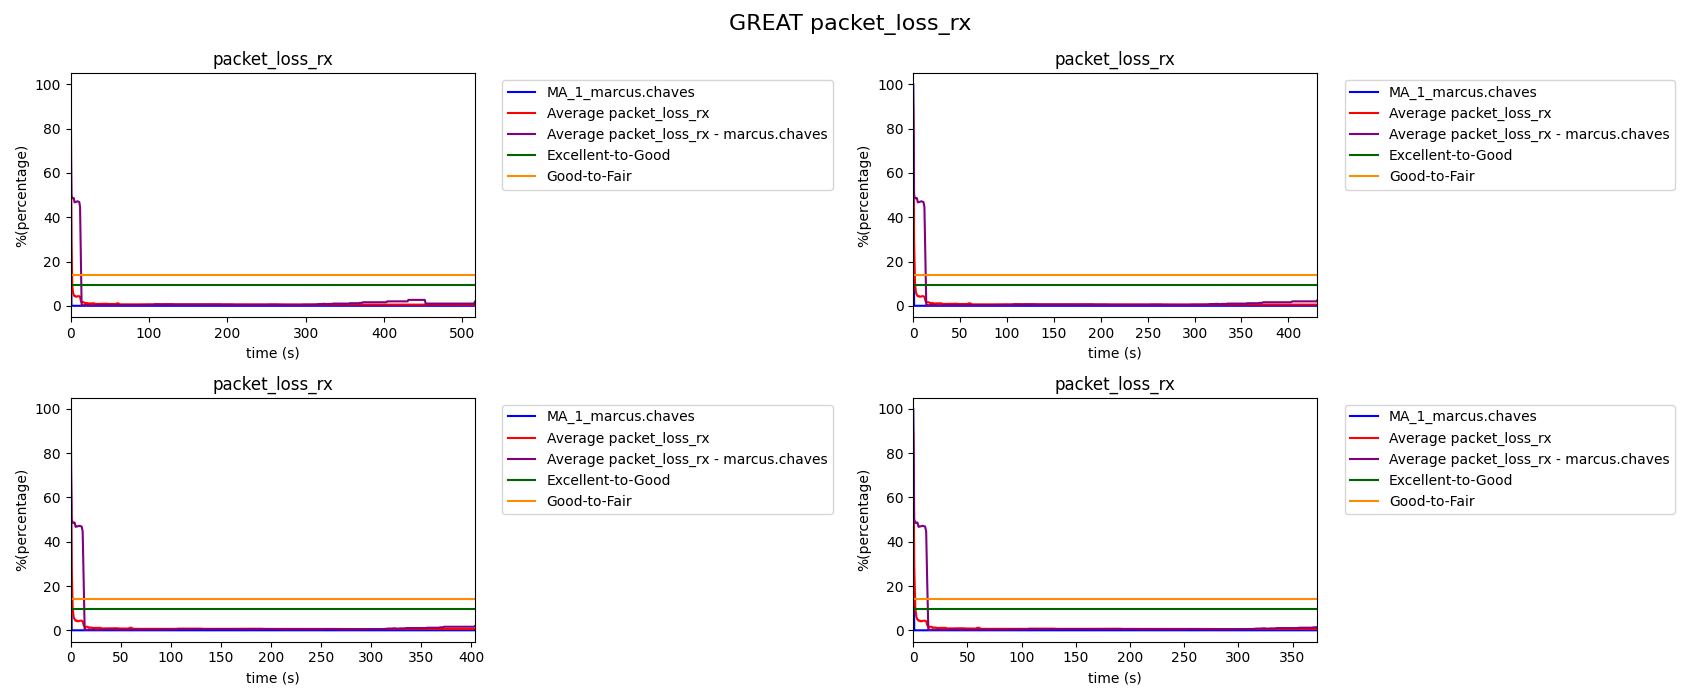 GREAT packet_loss_rx
packet_loss_rx
100
80
60
40
20
0
%(percentage)
0 100 200 300 400 500
time (s)
MA_1_marcus.chaves
Average packet_loss_rx
Average packet_loss_rx - marcus.chaves
Excellent-to-Good
Good-to-Fair
packet_loss_rx
100
80
60
40
20
0
%(percentage)
0 50 100 150 200 250 300 350 400
time (s)
MA_1_marcus.chaves
Average packet_loss_rx
Average packet_loss_rx - marcus.chaves
Excellent-to-Good
Good-to-Fair
packet_loss_rx
100
80
60
40
20
0
%(percentage)
0 50 100 150 200 250 300 350 400
time (s)
MA_1_marcus.chaves
Average packet_loss_rx
Average packet_loss_rx - marcus.chaves
Excellent-to-Good
Good-to-Fair
packet_loss_rx
100
80
60
40
20
0
%(percentage)
0 50 100 150 200 250 300 350
time (s)
MA_1_marcus.chaves
Average packet_loss_rx
Average packet_loss_rx - marcus.chaves
Excellent-to-Good
Good-to-Fair